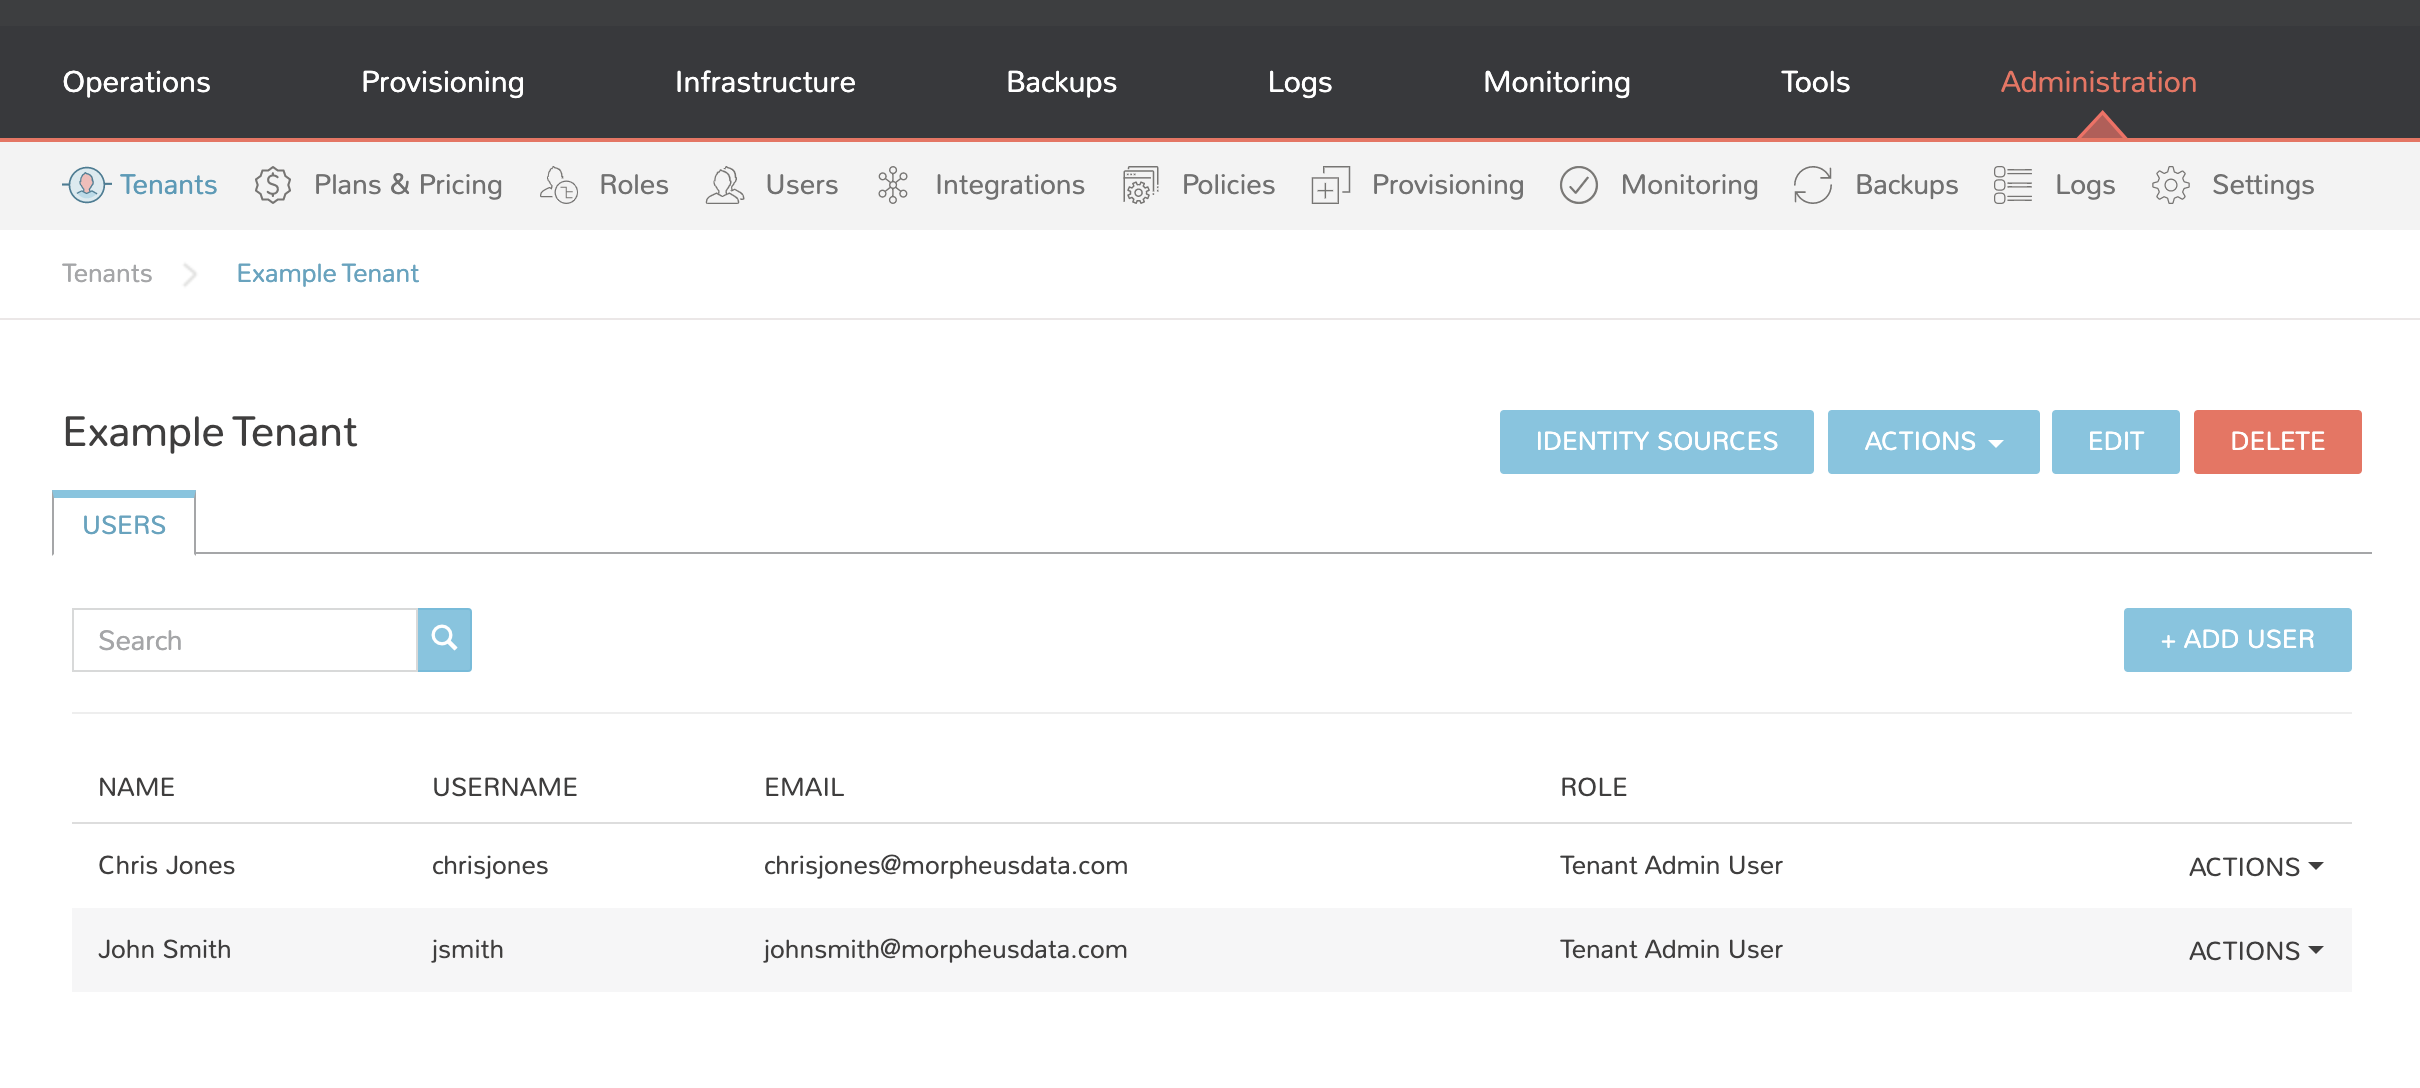 Operations Provisioning Infrastructure Backups Logs Monitoring Tools Administration
Tenants Plans & Pricing Roles Users Integrations Policies Provisioning Monitoring Backups Logs Settings
Tenants Example Tenant
Example Tenant IDENTITY SOURCES ACTIONS EDIT DELETE
USERS
Search + ADD USER
NAME USERNAME EMAIL ROLE
Chris Jones chrisjones chrisjones@morpheusdata.com Tenant Admin User ACTIONS
John Smith jsmith johnsmith@morpheusdata.com Tenant Admin User ACTIONS